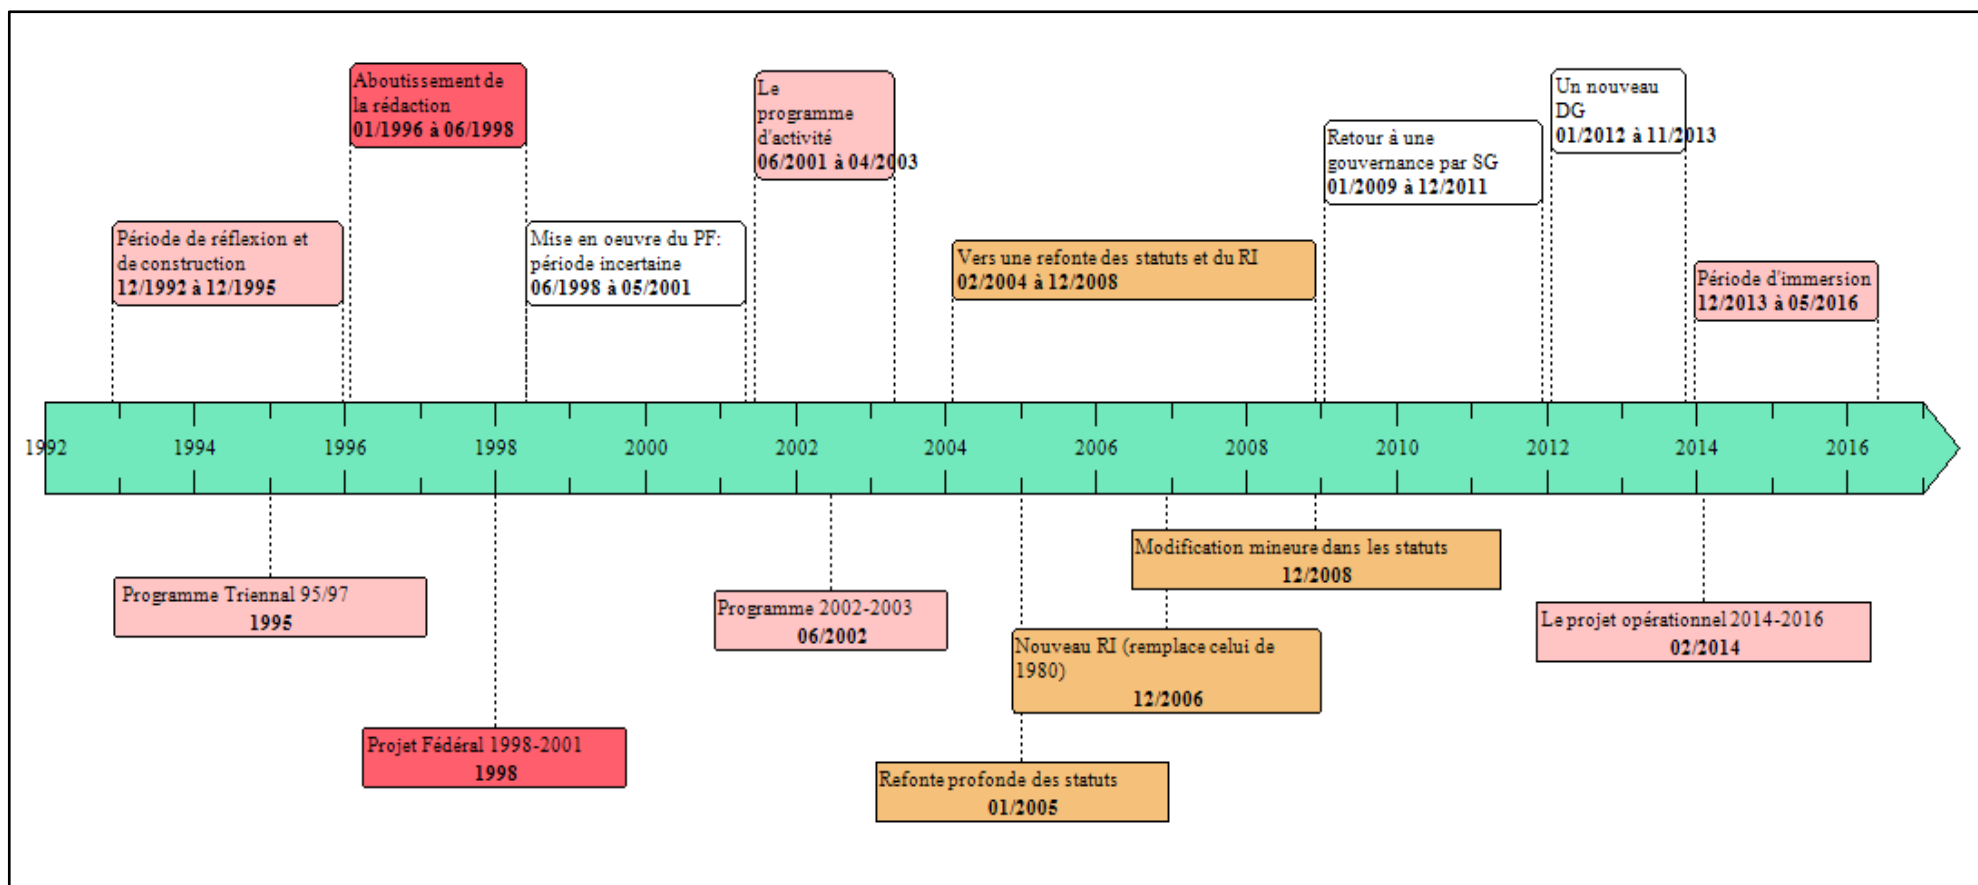 Aboutissement de
la rédaction
01/1996 à 06/1998
Le
programme
d'activité
06/2001 à 04/2003
Un nouveau
DG
01/2012 à 11/2013
Retour à une
gouvernance par SG
01/2009 à 12/2011
Période de réflexion et
de construction
12/1992 à 12/1995
Mise en oeuvre du PF:
période incertaine
06/1998 à 05/2001
Vers une refonte des statuts et du RI
02/2004 à 12/2008
Période d'immersion
12/2013 à 05/2016
1992 1994 1996 1998 2000 2002 2004 2006 2008 2010 2012 2014 2016
Modification mineure dans les statuts
12/2008
Programme Triennal 95/97
1995
Programme 2002-2003
06/2002
Le projet opérationnel 2014-2016
02/2014
Nouveau RI (remplace celui de
1980)
12/2006
Projet Fédéral 1998-2001
1998
Refonte profonde des statuts
01/2005